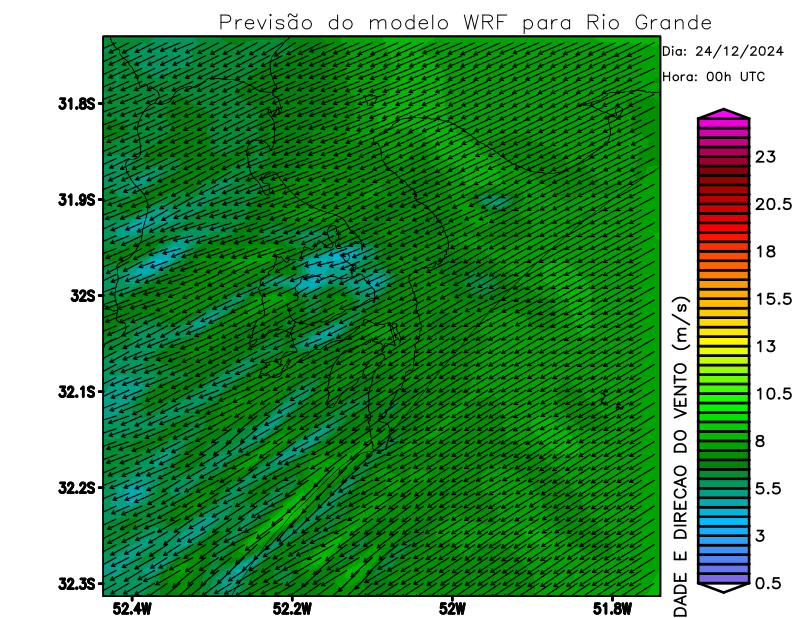 Previsão do modelo WRF para Rio Grande
Dia: 24/12/2024
Hora: 00h UTC
31.8S
31.9S
32S
32.1S
32.2S
32.3S
52.4W
52.2W
52W
51.8W
23
20.5
18
15.5
13
10.5
8
5.5
3
0.5
DADE E DIRECAO DO VENTO (m/s)